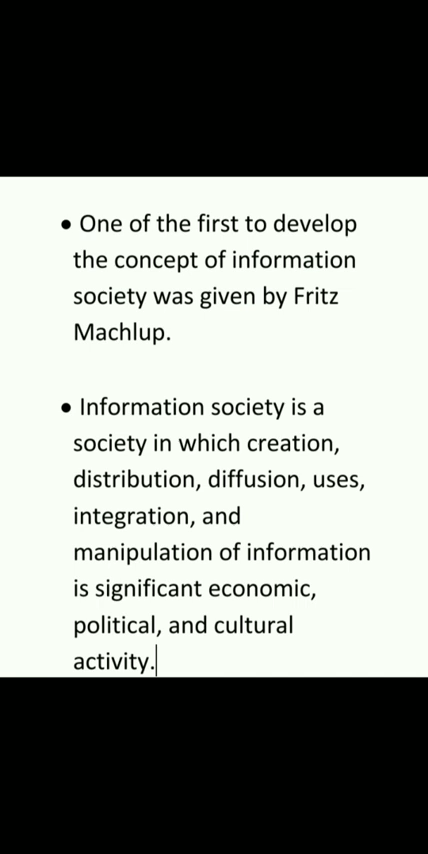 • One of the first to develop
the concept of information
society was given by Fritz
Machlup.
• Information society is a
society in which creation,
distribution, diffusion, uses,
integration, and
manipulation of information
is significant economic,
political, and cultural
activity.